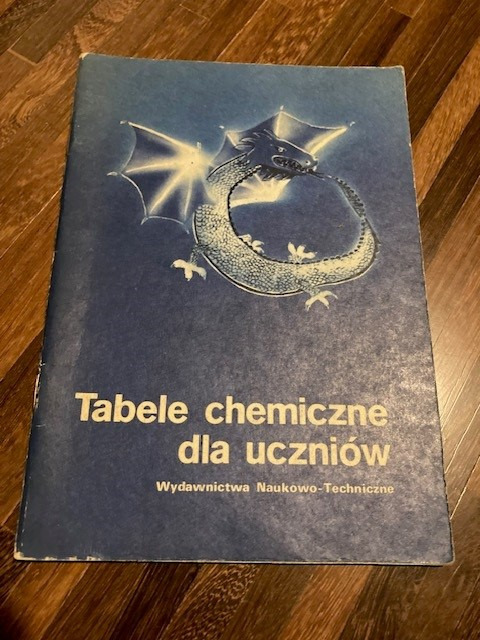 Tabele chemiczne
dla uczniów
Wydawnictwa Naukowo-Techniczne